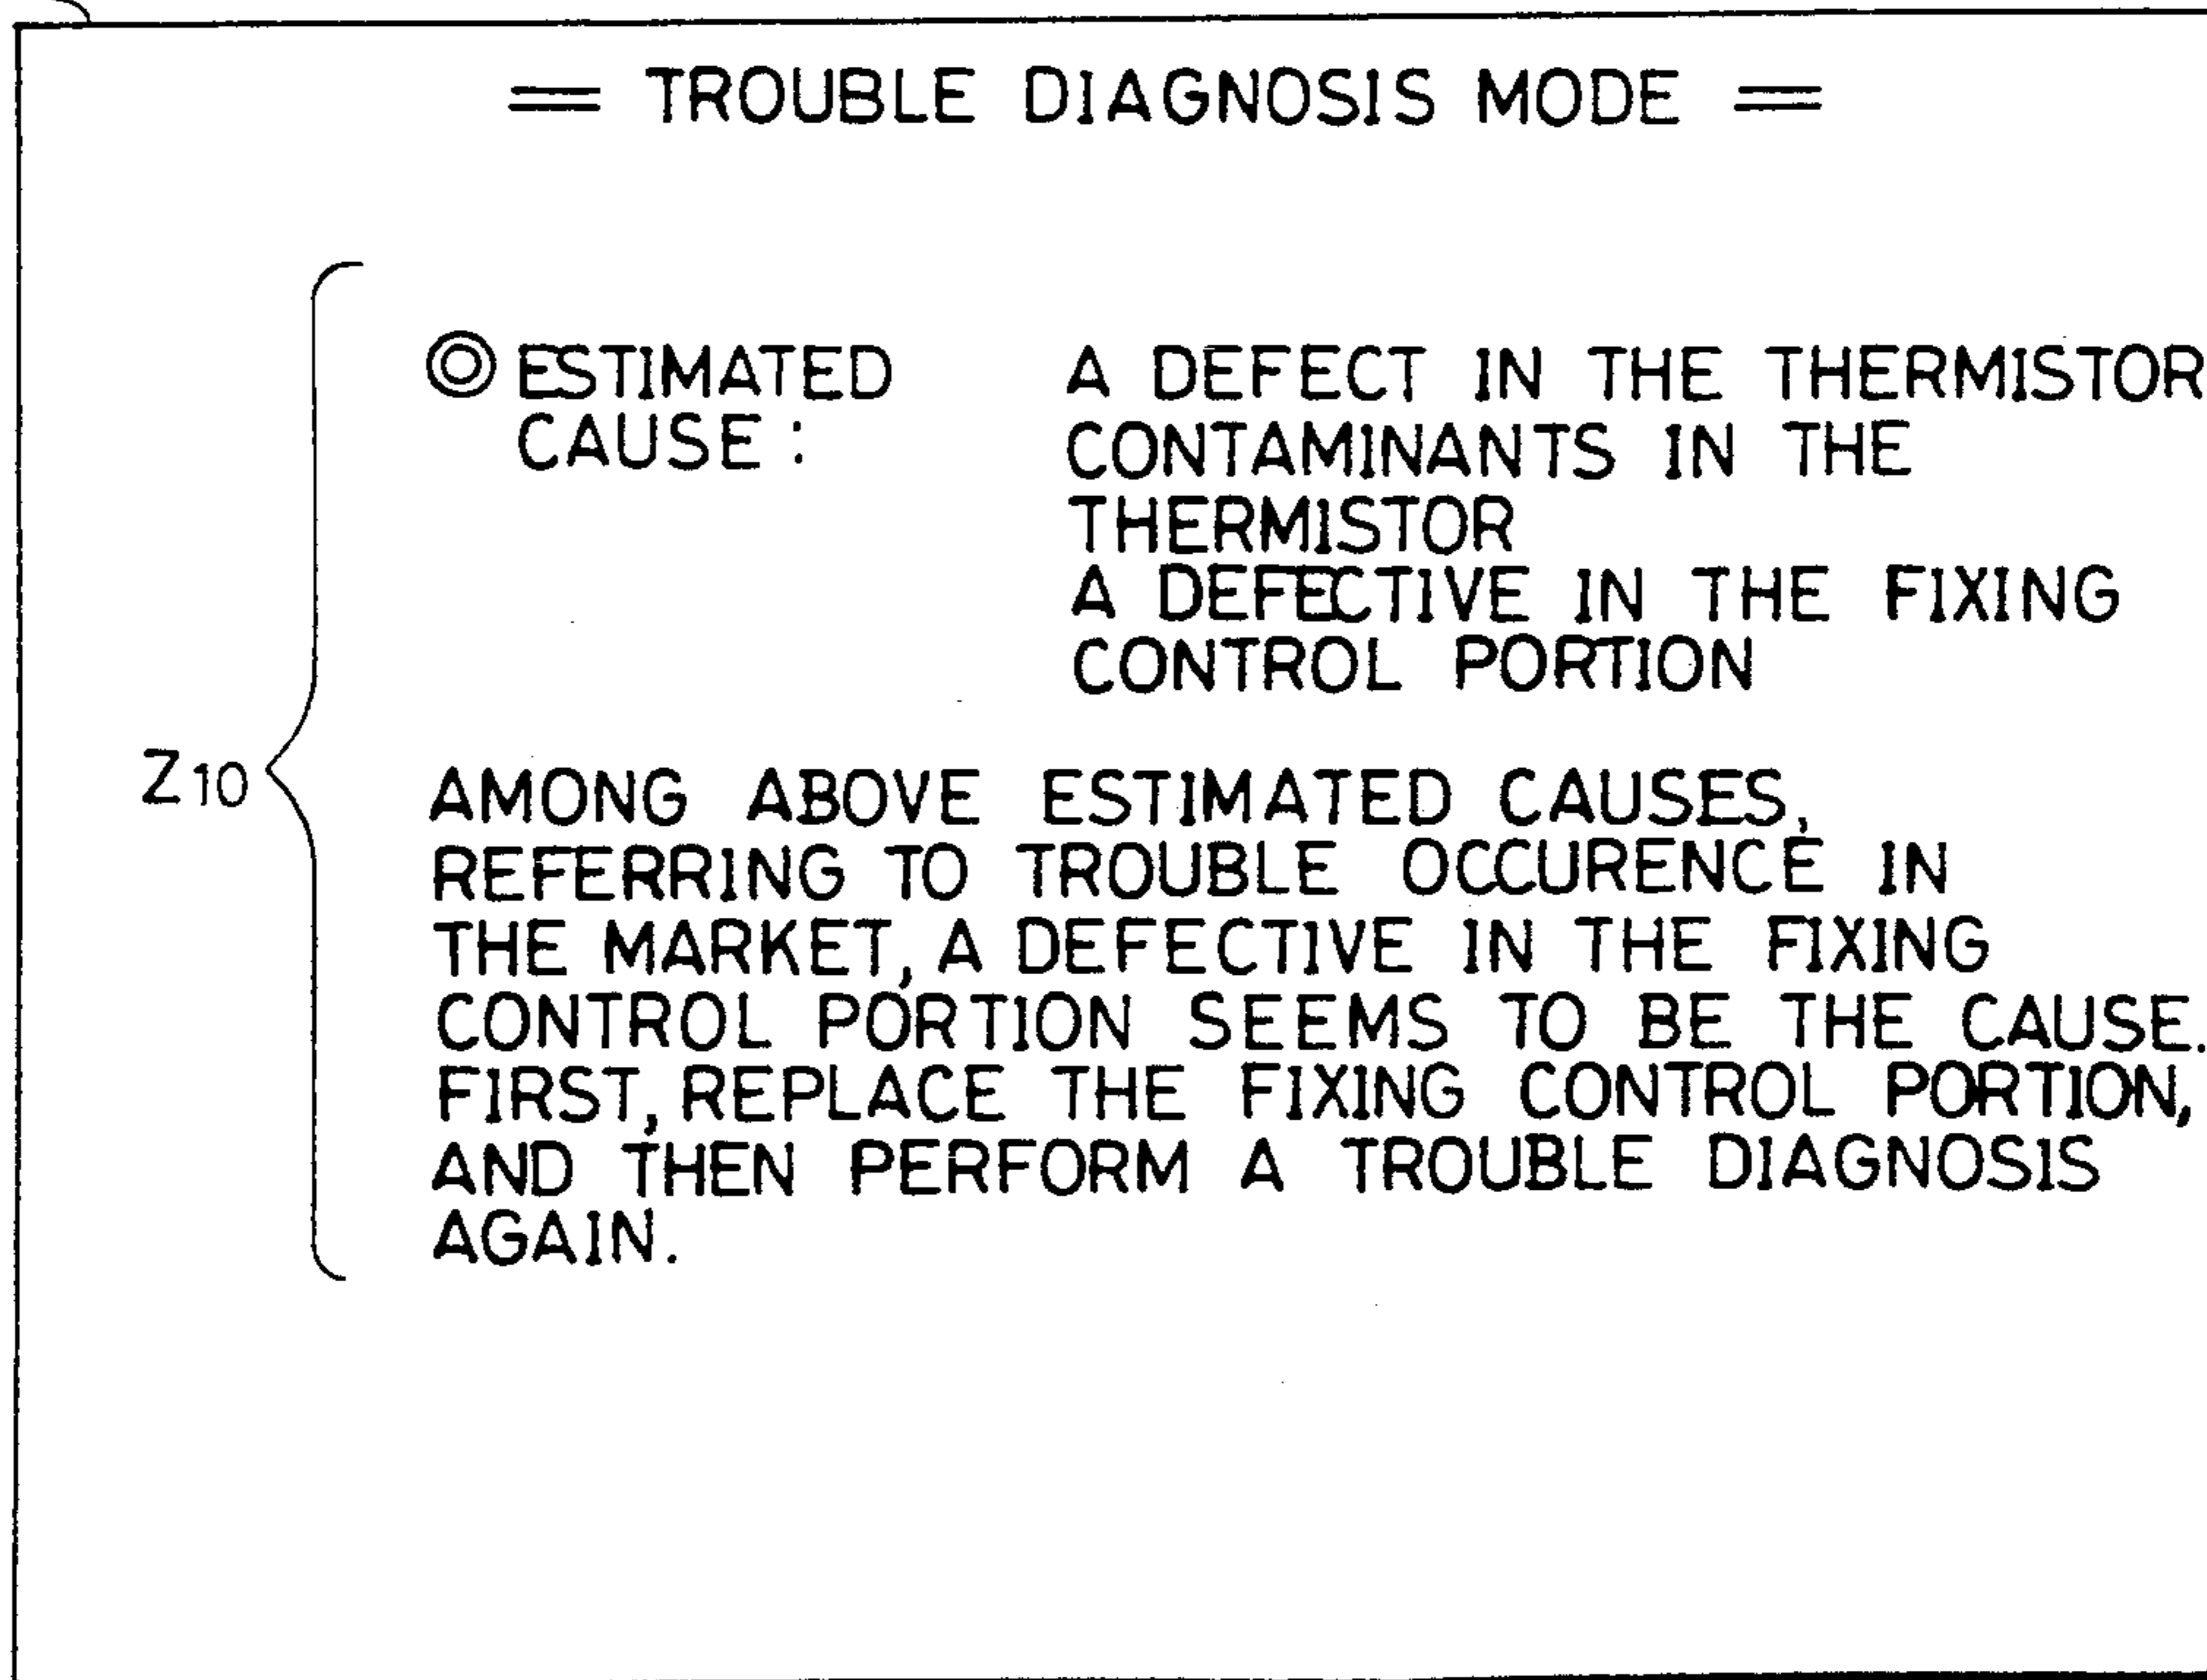 = TROUBLE DIAGNOSIS MODE =
◎ ESTIMATED CAUSE :
A DEFECT IN THE THERMISTOR
CONTAMINANTS IN THE
THERMISTOR
A DEFECTIVE IN THE FIXING
CONTROL PORTION
Z10
AMONG ABOVE ESTIMATED CAUSES,
REFERRING TO TROUBLE OCCURENCE IN
THE MARKET, A DEFECTIVE IN THE FIXING
CONTROL PORTION SEEMS TO BE THE CAUSE.
FIRST, REPLACE THE FIXING CONTROL PORTION,
AND THEN PERFORM A TROUBLE DIAGNOSIS
AGAIN.